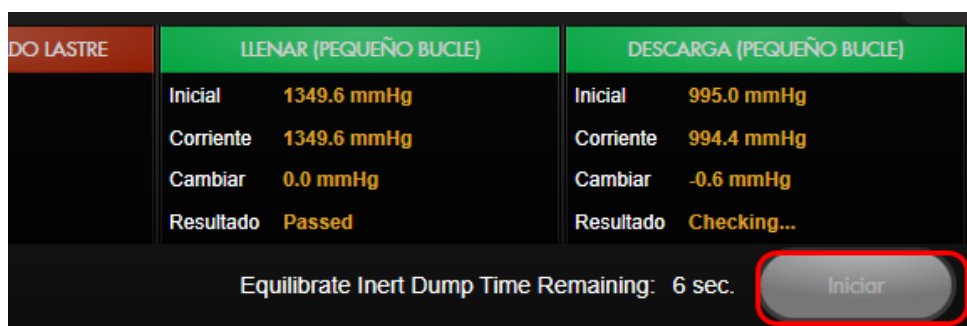 DO LASTRE
LLENAR (PEQUEÑO BUCLE)
DESCARGA (PEQUEÑO BUCLE)
Inicial 1349.6 mmHg
Inicial 995.0 mmHg
Corriente 1349.6 mmHg
Corriente 994.4 mmHg
Cambiar 0.0 mmHg
Cambiar -0.6 mmHg
Resultado Passed
Resultado Checking...
Equilibrate Inert Dump Time Remaining: 6 sec.
Iniciar